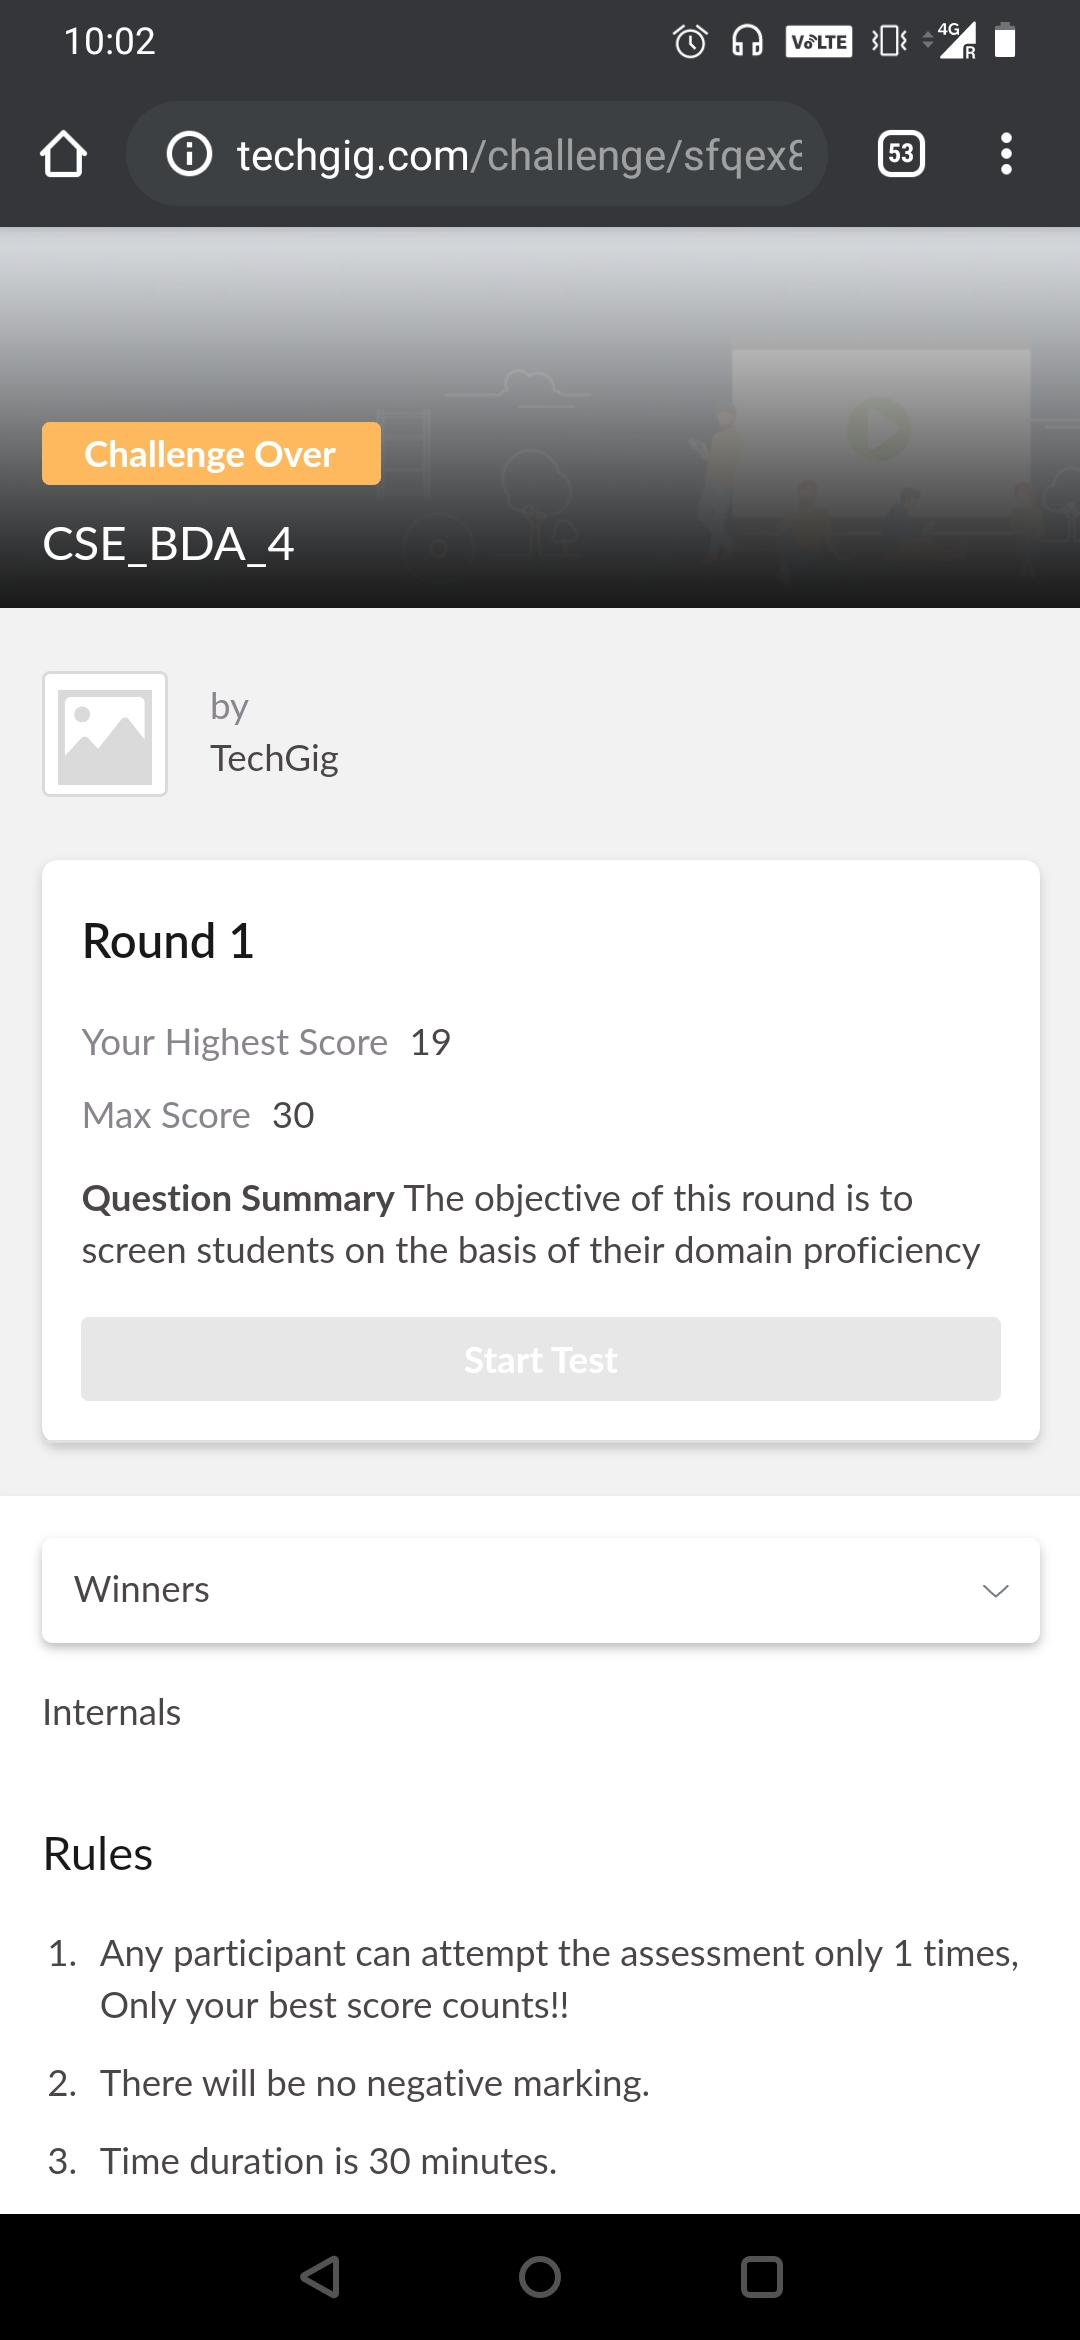 10:02
VoLTE
4G
R
techgig.com/challenge/sfqex
53
Challenge Over
CSE_BDA_4
by
TechGig
Round 1
Your Highest Score 19
Max Score 30
Question Summary The objective of this round is to
screen students on the basis of their domain proficiency
Start Test
Winners
Internals
Rules
1. Any participant can attempt the assessment only 1 times,
Only your best score counts!!
2. There will be no negative marking.
3. Time duration is 30 minutes.